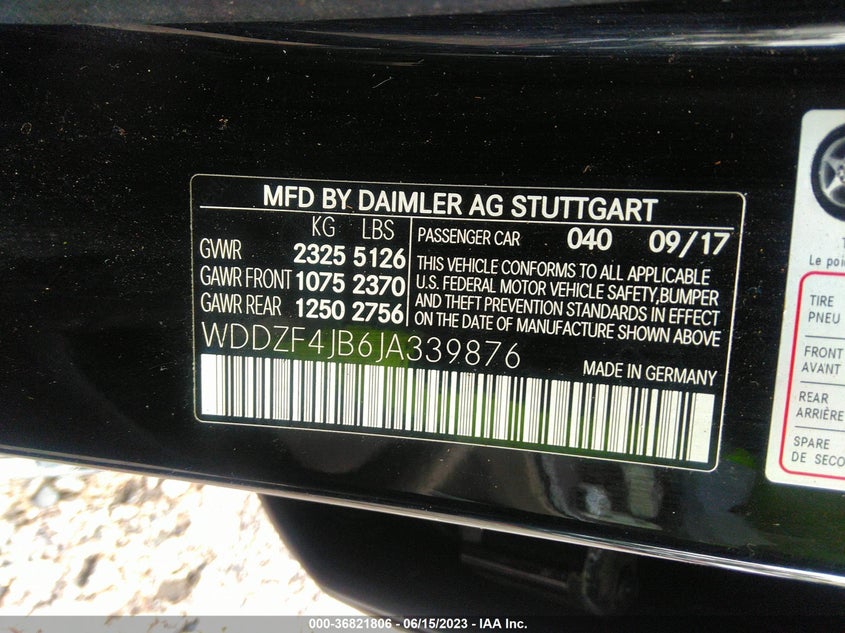 MFD BY DAIMLER AG STUTTGART
KG LBS
GVWR 2325 5126
GAWR FRONT 1075 2370
GAWR REAR 1250 2756
PASSENGER CAR 040 09/17
THIS VEHICLE CONFORMS TO ALL APPLICABLE
U.S. FEDERAL MOTOR VEHICLE SAFETY,BUMPER
AND THEFT PREVENTION STANDARDS IN EFFECT
ON THE DATE OF MANUFACTURE SHOWN ABOVE
WDDZF4JB6JA339876
MADE IN GERMANY
T
Le poi
TIRE
PNEU
FRONT
AVANT
REAR
ARRIÈRE
SPARE
DE SECO
000-36821806 - 06/15/2023 - IAA Inc.